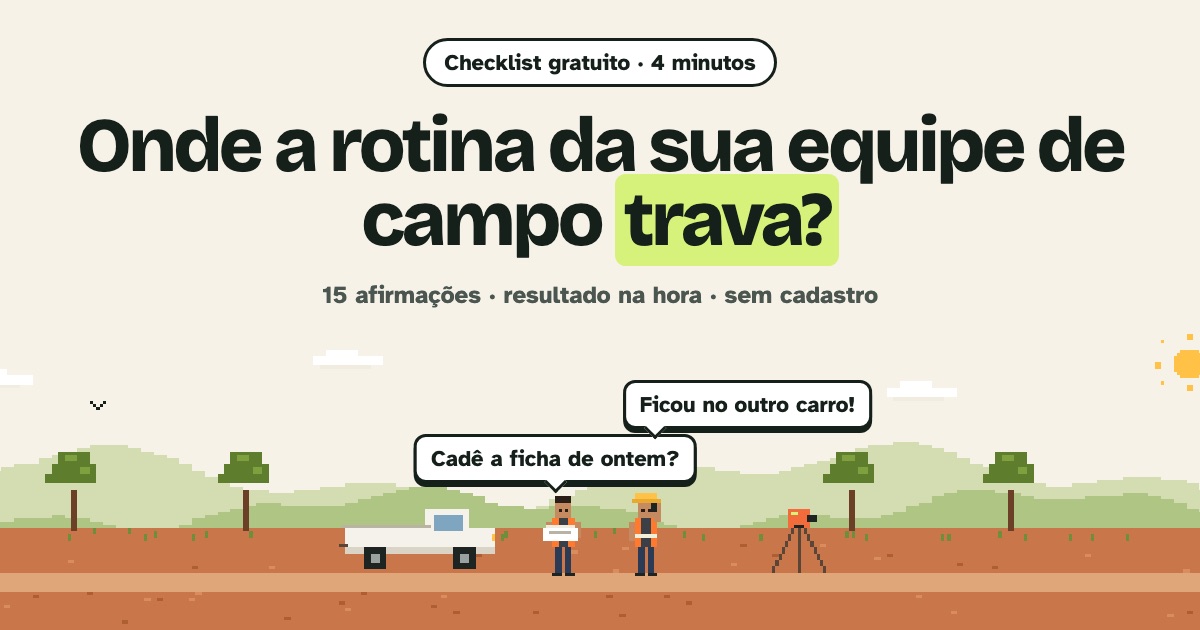 Checklist gratuito · 4 minutos
Onde a rotina da sua equipe de
campo trava?
15 afirmações · resultado na hora · sem cadastro
Ficou no outro carro!
Cadê a ficha de ontem?